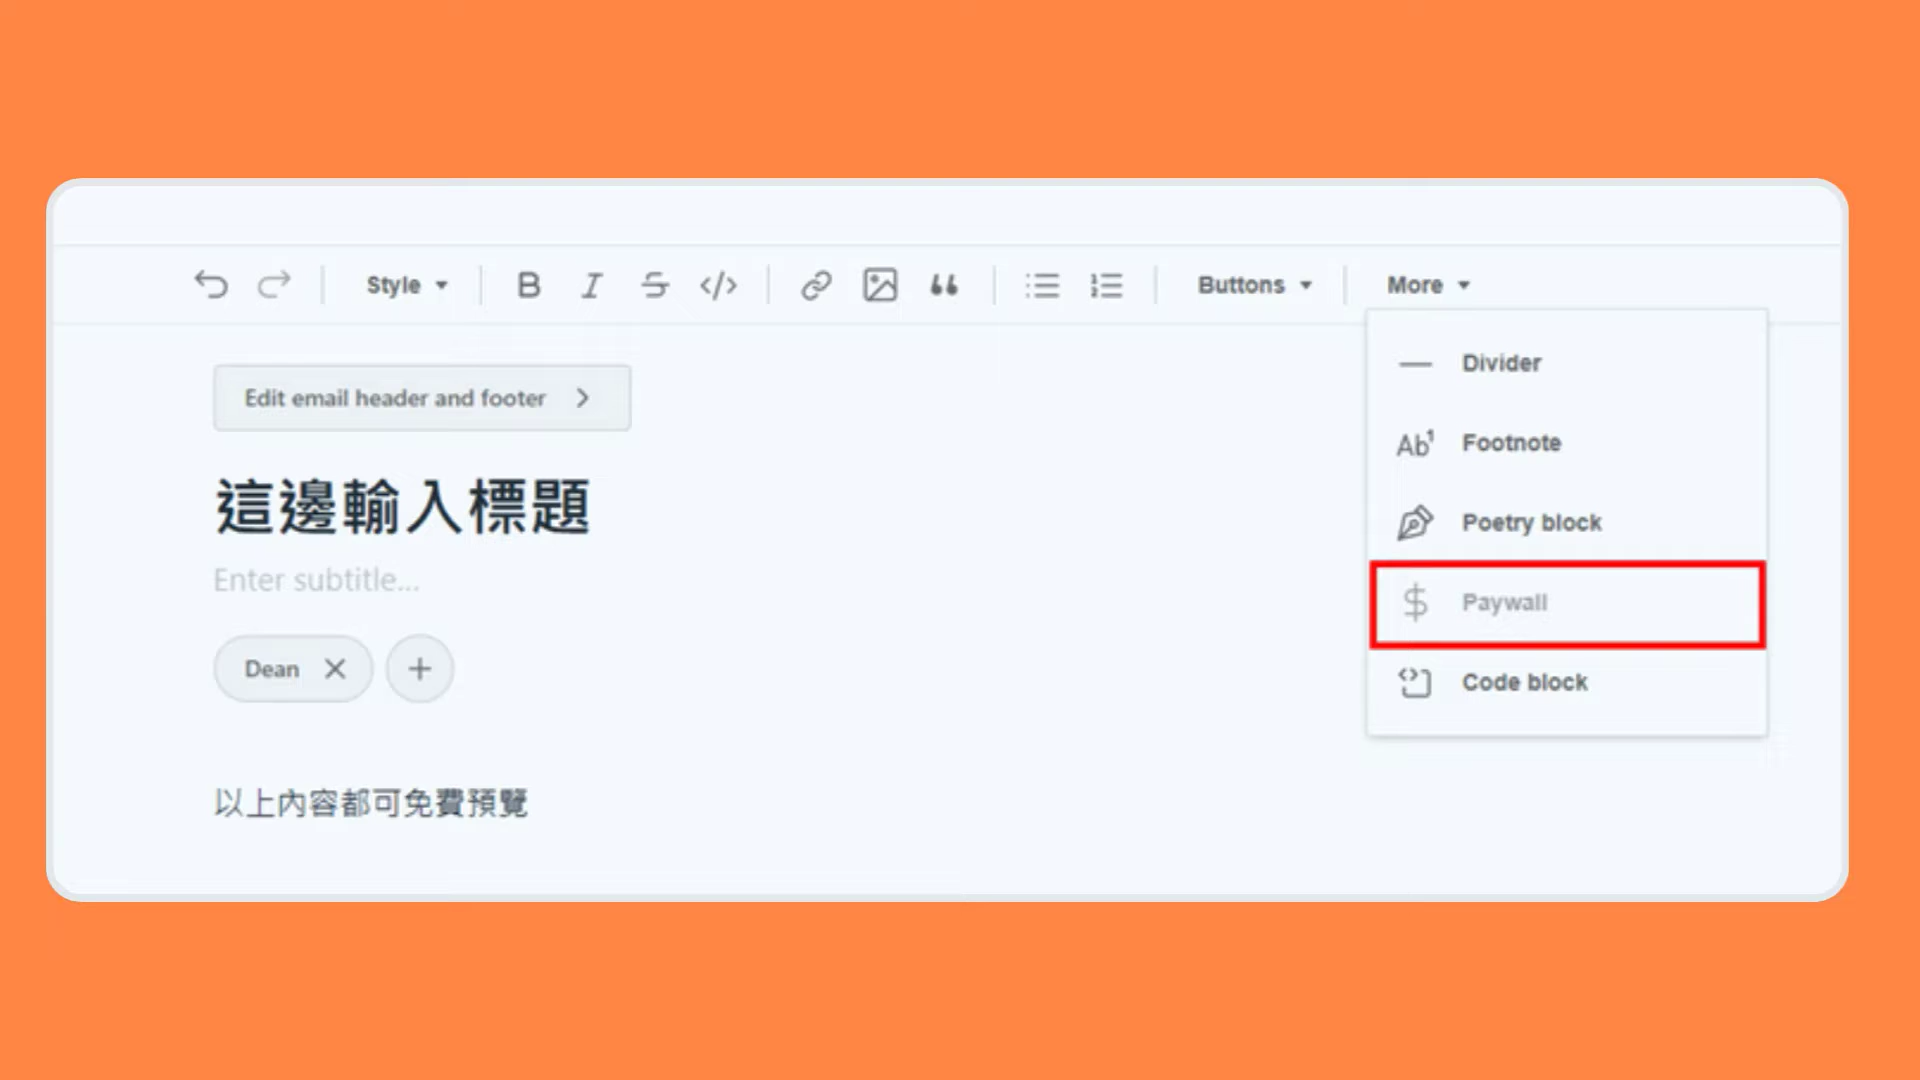 Style
Buttons
More
Divider
Edit email header and footer
Ab¹ Footnote
這邊輸入標題
Poetry block
Enter subtitle...
$ Paywall
Dean
Code block
以上內容都可免費預覽